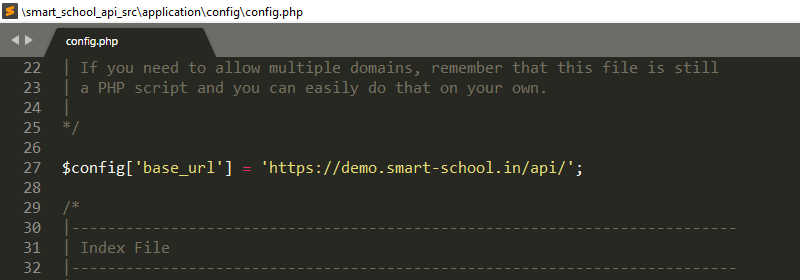 \smart_school_api_src\application\config\config.php
config.php
22 | If you need to allow multiple domains, remember that this file is still
23 | a PHP script and you can easily do that on your own.
24 |
25 */
26
27 $config['base_url'] = 'https://demo.smart-school.in/api/';
28
29 /*
30 |--------------------------------------------------------------------------
31 | Index File
32 |--------------------------------------------------------------------------